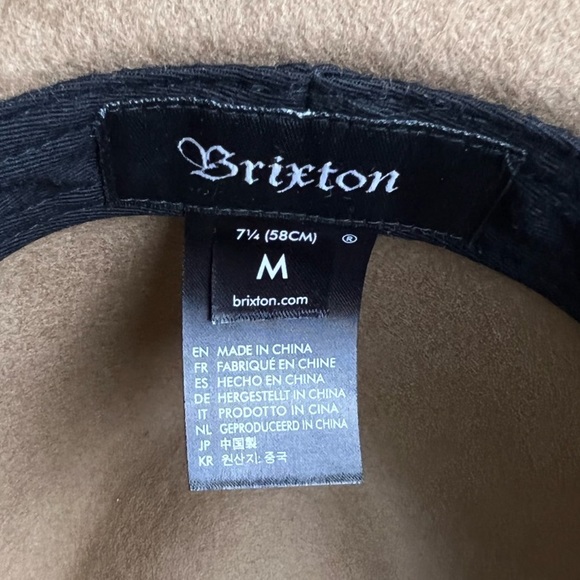 Brixton
7¼ (58CM) ®
M
brixton.com
EN MADE IN CHINA
FR FABRIQUÉ EN CHINE
ES HECHO EN CHINA
DE HERGESTELLT IN CHINA
IT PRODOTTO IN CINA
NL GEPRODUCEERD IN CHINA
JP 中国製
KR 원산지: 중국